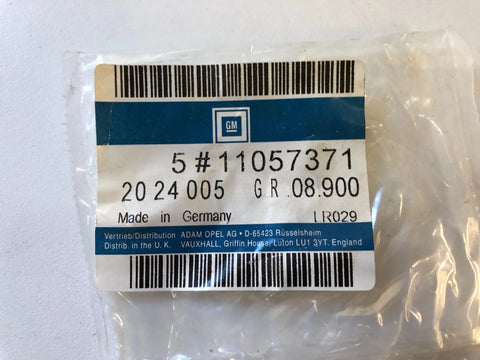 GM
5#11057371
20 24 005 GR.08.900
Made in Germany LR029
Vertrieb/Distribution ADAM OPEL AG • D-65423 Rüsselsheim
Distrib. in the U. K. VAUXHALL, Griffin House, Luton LU1 3YT. England